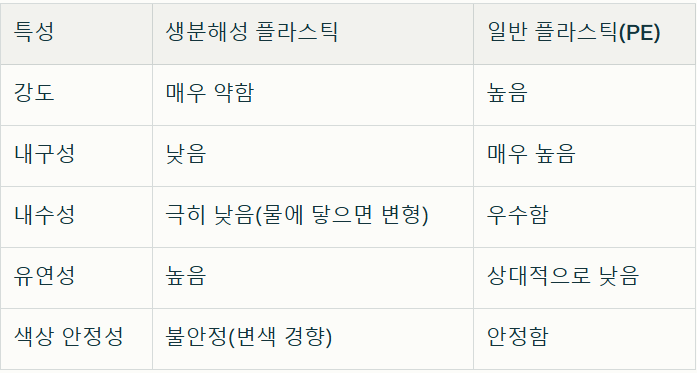 특성 생분해성 플라스틱 일반 플라스틱(PE)
강도 매우 약함 높음
내구성 낮음 매우 높음
내수성 극히 낮음(물에 닿으면 변형) 우수함
유연성 높음 상대적으로 낮음
색상 안정성 불안정(변색 경향) 안정함